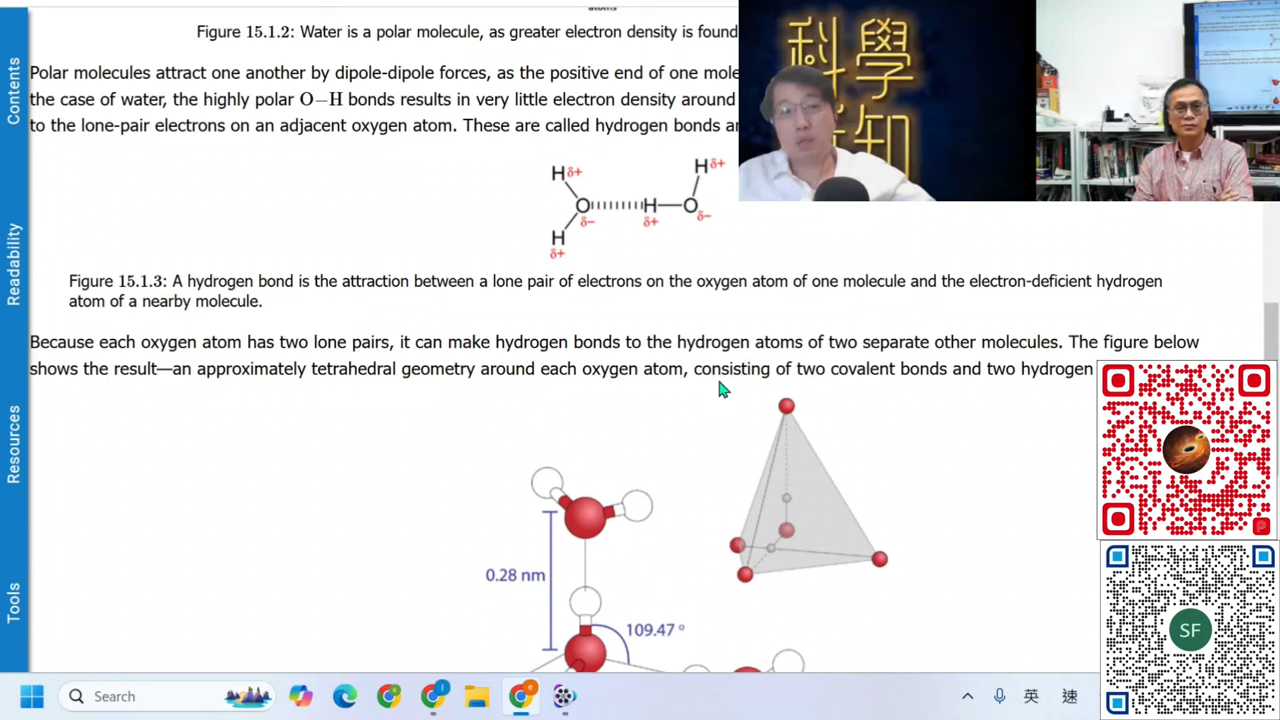 atoms
Figure 15.1.2: Water is a polar molecule, as greater electron density is found
Polar molecules attract one another by dipole-dipole forces, as the positive end of one mole
the case of water, the highly polar O−H bonds results in very little electron density around
to the lone-pair electrons on an adjacent oxygen atom. These are called hydrogen bonds ar
科學
知
H δ+
H δ+
O H O
δ− δ+ δ−
H
δ+
Figure 15.1.3: A hydrogen bond is the attraction between a lone pair of electrons on the oxygen atom of one molecule and the electron-deficient hydrogen
atom of a nearby molecule.
Because each oxygen atom has two lone pairs, it can make hydrogen bonds to the hydrogen atoms of two separate other molecules. The figure below
shows the result—an approximately tetrahedral geometry around each oxygen atom, consisting of two covalent bonds and two hydrogen
0.28 nm
109.47 °
SF
Contents
Readability
Resources
Tools
Search
英
速